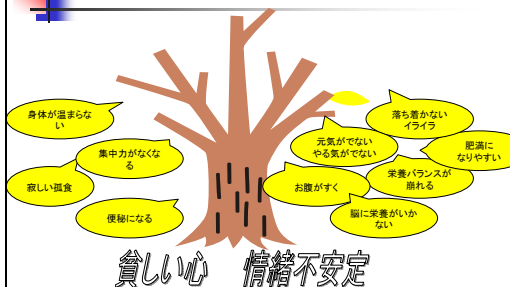 身体が温まらな
い
集中力がなくな
る
寂しい孤食
便秘になる
落ち着かない
イライラ
元気がでない
やる気がでない
肥満に
なりやすい
お腹がすく
栄養バランスが
崩れる
脳に栄養がいか
ない
貧しい心 情緒不安定